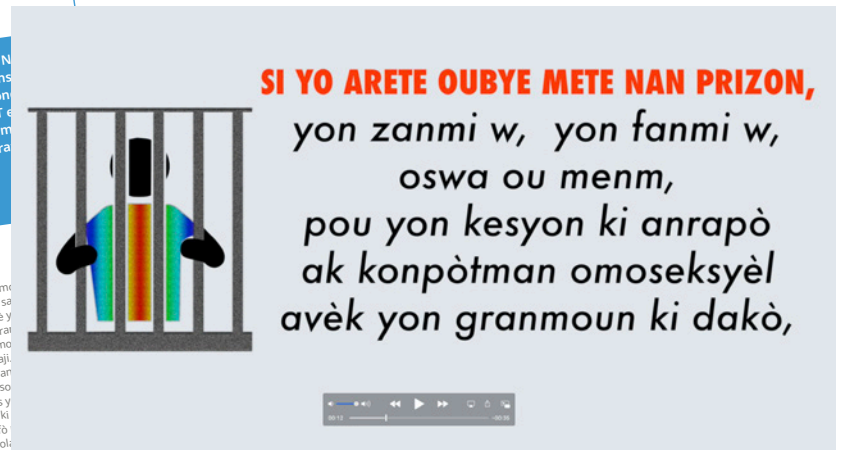 SI YO ARETE OUBYE METE NAN PRIZON,
yon zanmi w, yon fanmi w,
oswa ou menm,
pou yon kesyon ki anrapò
ak konpòtman omoseksyèl
avèk yon granmoun ki dakò,